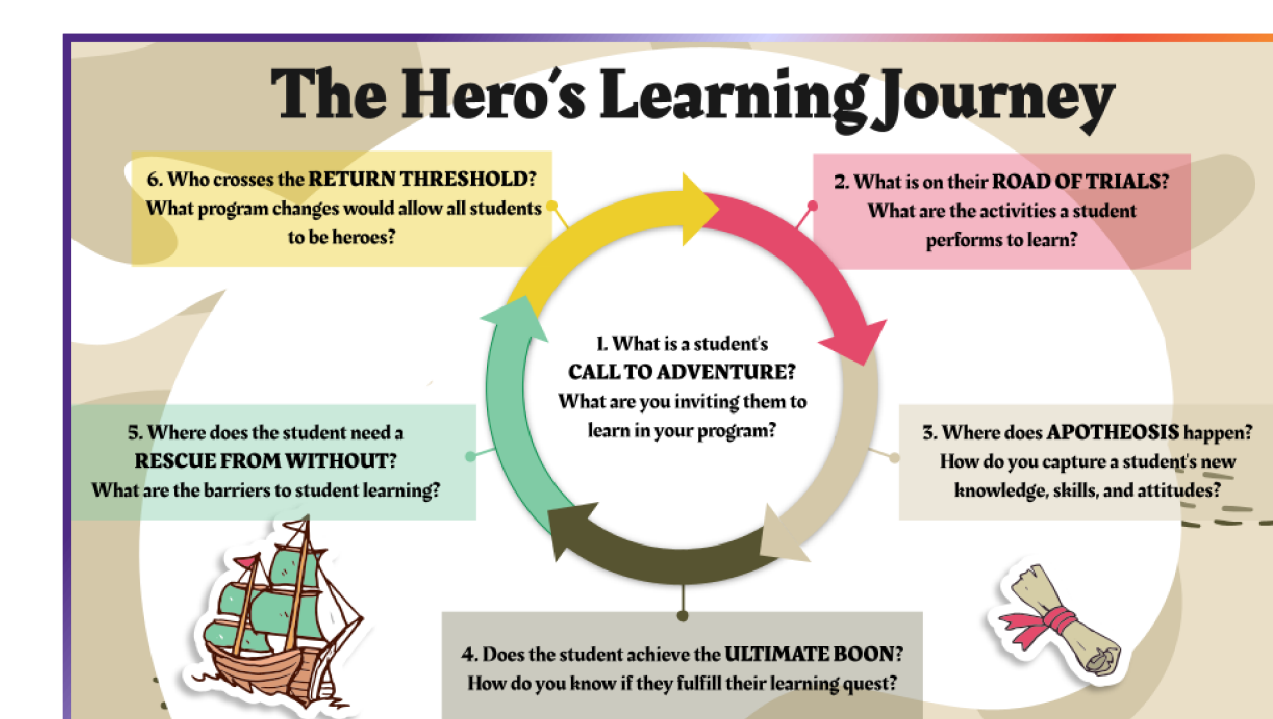 The Hero's Learning Journey
6. Who crosses the RETURN THRESHOLD?
What program changes would allow all students
to be heroes?
2. What is on their ROAD OF TRIALS?
What are the activities a student
performs to learn?
1. What is a student's
CALL TO ADVENTURE?
What are you inviting them to
learn in your program?
5. Where does the student need a
RESCUE FROM WITHOUT?
What are the barriers to student learning?
3. Where does APOTHEOSIS happen?
How do you capture a student's new
knowledge, skills, and attitudes?
4. Does the student achieve the ULTIMATE BOON?
How do you know if they fulfill their learning quest?